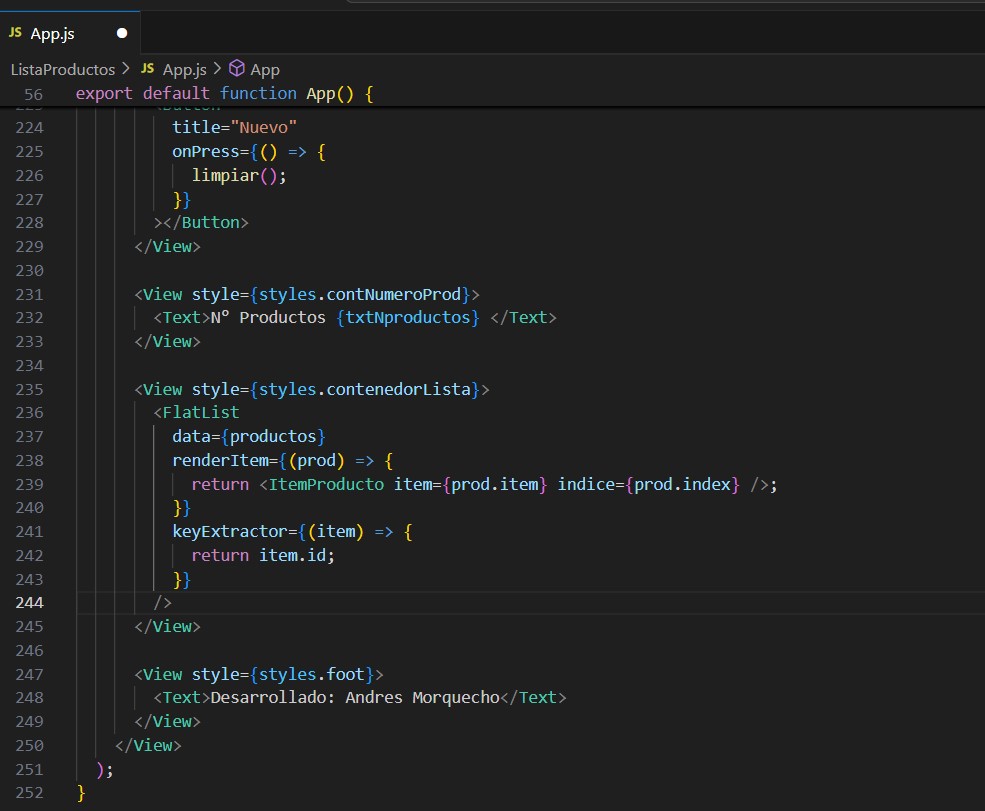 JS App.js
ListaProductos > JS App.js > App
56 export default function App() {
224 title="Nuevo"
225 onPress={() => {
226 limpiar();
227 }}
228 ></Button>
229 </View>
230
231 <View style={styles.contNumeroProd}>
232 <Text>Nº Productos {txtNproductos} </Text>
233 </View>
234
235 <View style={styles.contenedorLista}>
236 <FlatList
237 data={productos}
238 renderItem={(prod) => {
239 return <ItemProducto item={prod.item} indice={prod.index} />;
240 }}
241 keyExtractor={(item) => {
242 return item.id;
243 }}
244 />
245 </View>
246
247 <View style={styles.foot}>
248 <Text>Desarrollado: Andres Morquecho</Text>
249 </View>
250 </View>
251 );
252 }